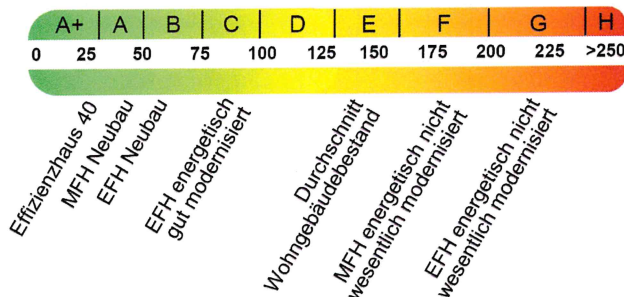 A+ A B C D E F G H
0 25 50 75 100 125 150 175 200 225 >250
Effizienzhaus 40
MFH Neubau
EFH Neubau
EFH energetisch
gut modernisiert
Durchschnitt
Wohngebäudebestand
MFH energetisch nicht
wesentlich modernisiert
EFH energetisch nicht
wesentlich modernisiert